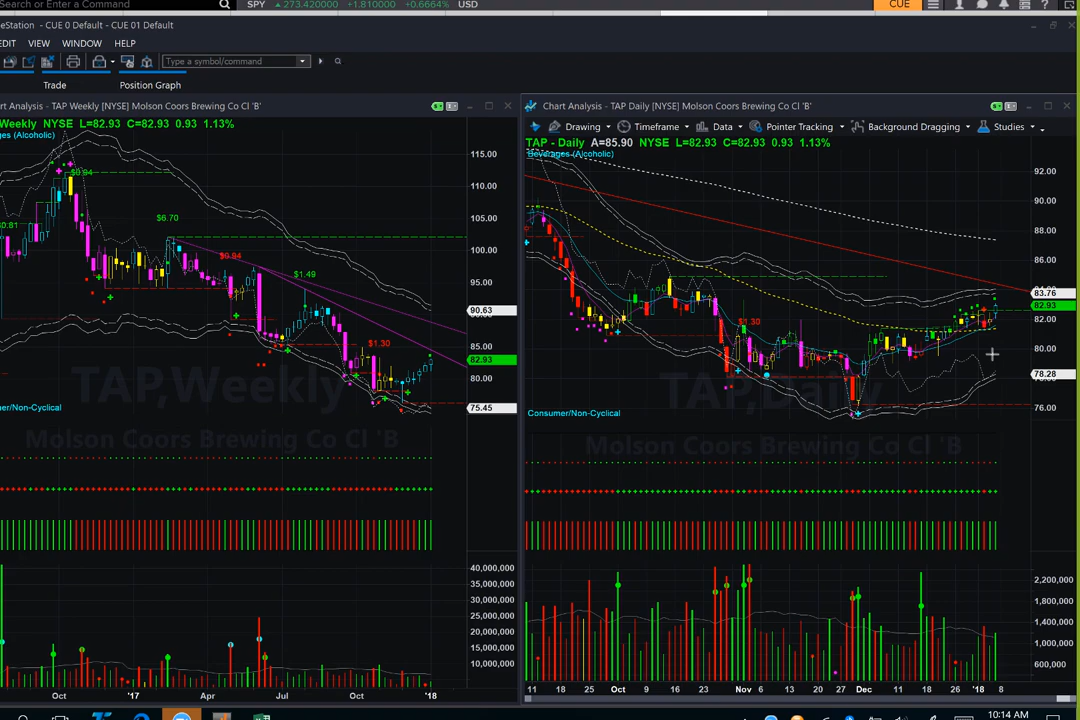 Search or Enter a Command SPY 273.420000 +1.810000 +0.6664% USD CUE
eStation - CUE 0 Default - CUE 01 Default
EDIT VIEW WINDOW HELP
Type a symbol/command
Trade Position Graph
rt Analysis - TAP Weekly [NYSE] Molson Coors Brewing Co Cl 'B'
Weekly NYSE L=82.93 C=82.93 0.93 1.13%
ges (Alcoholic)
115.00
110.00
105.00
100.00
95.00
90.63
85.00
82.93
80.00
75.45
$0.94
$0.81
$6.70
$0.94
$1.49
$1.30
TAP,Weekly
Molson Coors Brewing Co Cl 'B
mer/Non-Cyclical
40,000,000
35,000,000
30,000,000
25,000,000
20,000,000
15,000,000
10,000,000
Oct '17 Apr Jul Oct '18
Chart Analysis - TAP Daily [NYSE] Molson Coors Brewing Co Cl 'B'
Drawing Timeframe Data Pointer Tracking Background Dragging Studies
TAP - Daily A=85.90 NYSE L=82.93 C=82.93 0.93 1.13%
Beverages (Alcoholic)
92.00
90.00
88.00
86.00
83.76
82.93
82.00
80.00
78.28
76.00
$1.30
TAP,Daily
Molson Coors Brewing Co Cl 'B
Consumer/Non-Cyclical
2,200,000
1,800,000
1,400,000
1,000,000
600,000
11 18 25 Oct 9 16 23 Nov 6 13 20 27 Dec 11 18 26 '18 8
10:14 AM